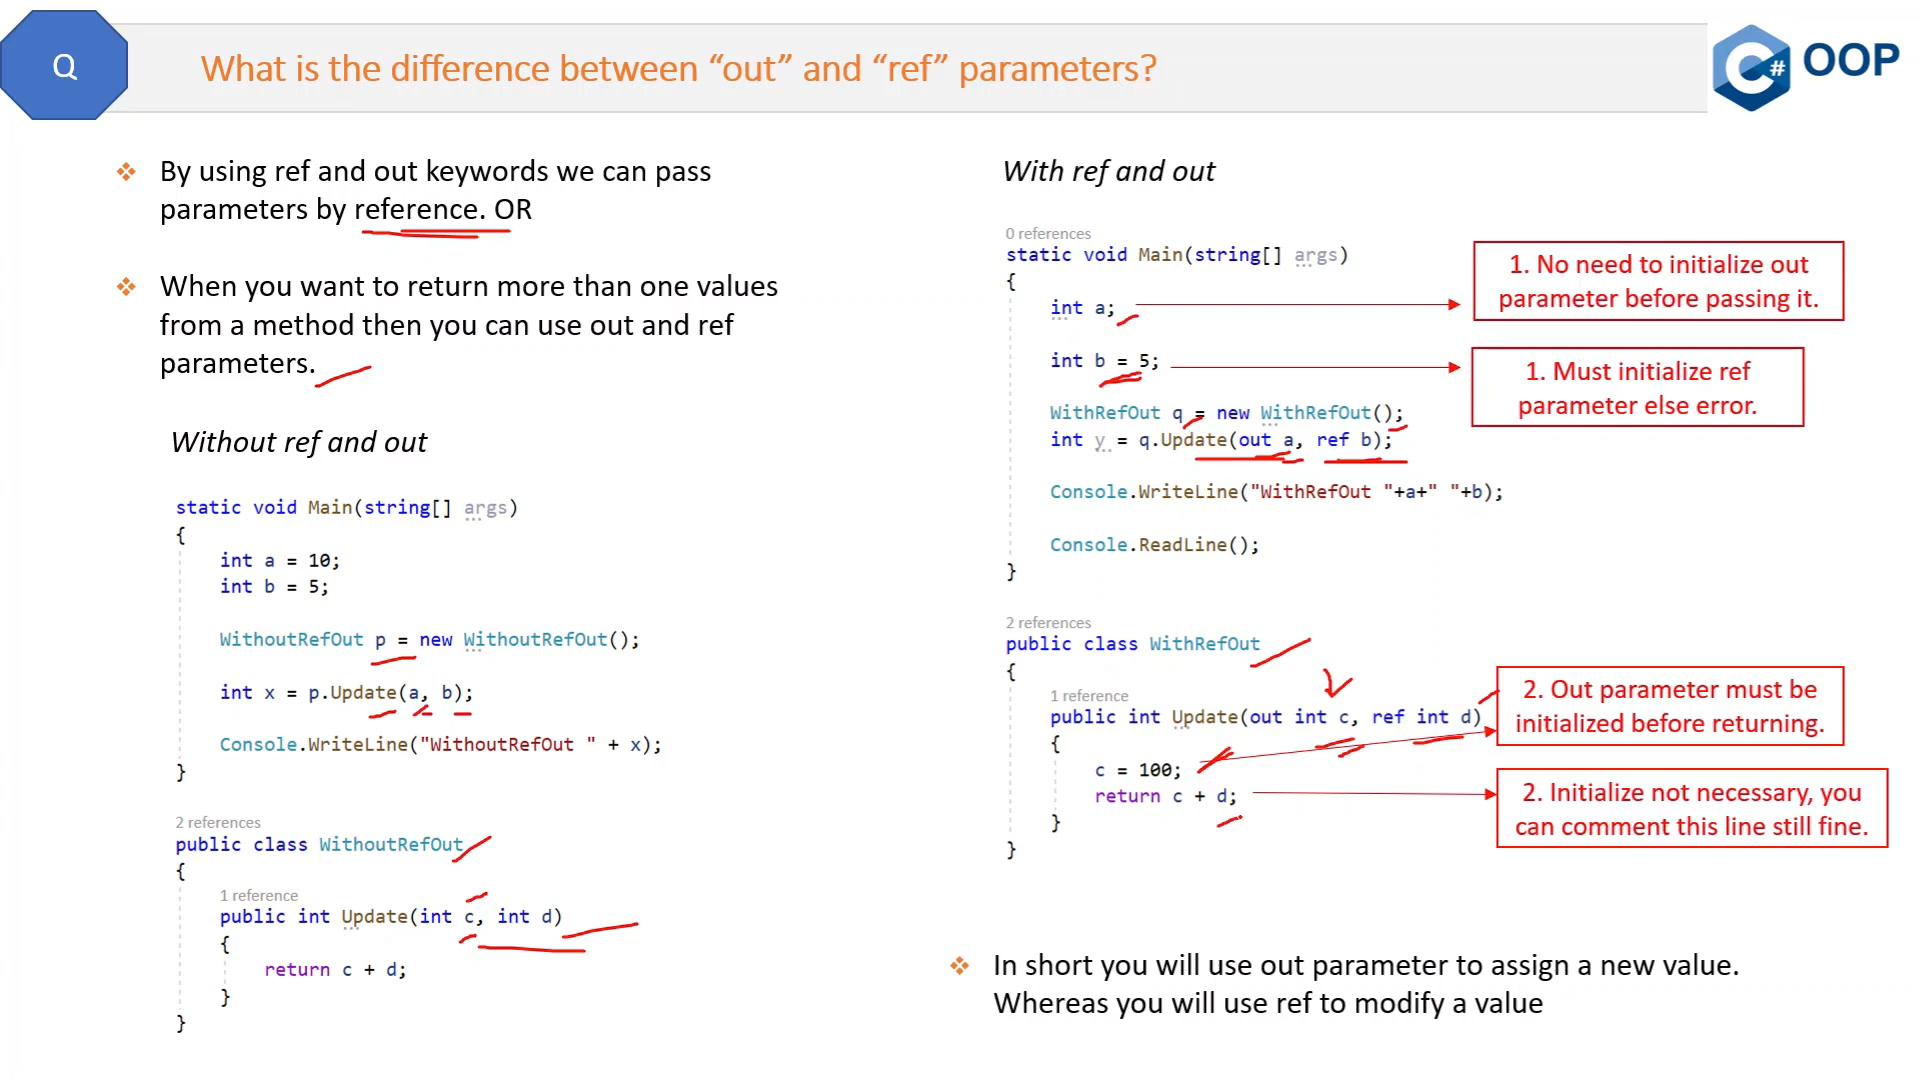 Q
What is the difference between “out” and “ref” parameters?
C#
OOP
By using ref and out keywords we can pass
parameters by reference. OR
When you want to return more than one values
from a method then you can use out and ref
parameters.
Without ref and out
static void Main(string[] args)
{
int a = 10;
int b = 5;
WithoutRefOut p = new WithoutRefOut();
int x = p.Update(a, b);
Console.WriteLine("WithoutRefOut " + x);
}
2 references
public class WithoutRefOut
{
1 reference
public int Update(int c, int d)
{
return c + d;
}
}
With ref and out
0 references
static void Main(string[] args)
{
int a;
int b = 5;
WithRefOut q = new WithRefOut();
int y = q.Update(out a, ref b);
Console.WriteLine("WithRefOut "+a+" "+b);
Console.ReadLine();
}
2 references
public class WithRefOut
{
1 reference
public int Update(out int c, ref int d)
{
c = 100;
return c + d;
}
}
1. No need to initialize out
parameter before passing it.
1. Must initialize ref
parameter else error.
2. Out parameter must be
initialized before returning.
2. Initialize not necessary, you
can comment this line still fine.
In short you will use out parameter to assign a new value.
Whereas you will use ref to modify a value